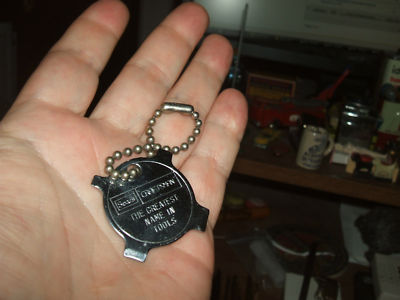 Sears CRAFTSMAN
THE GREATEST
NAME IN
TOOLS